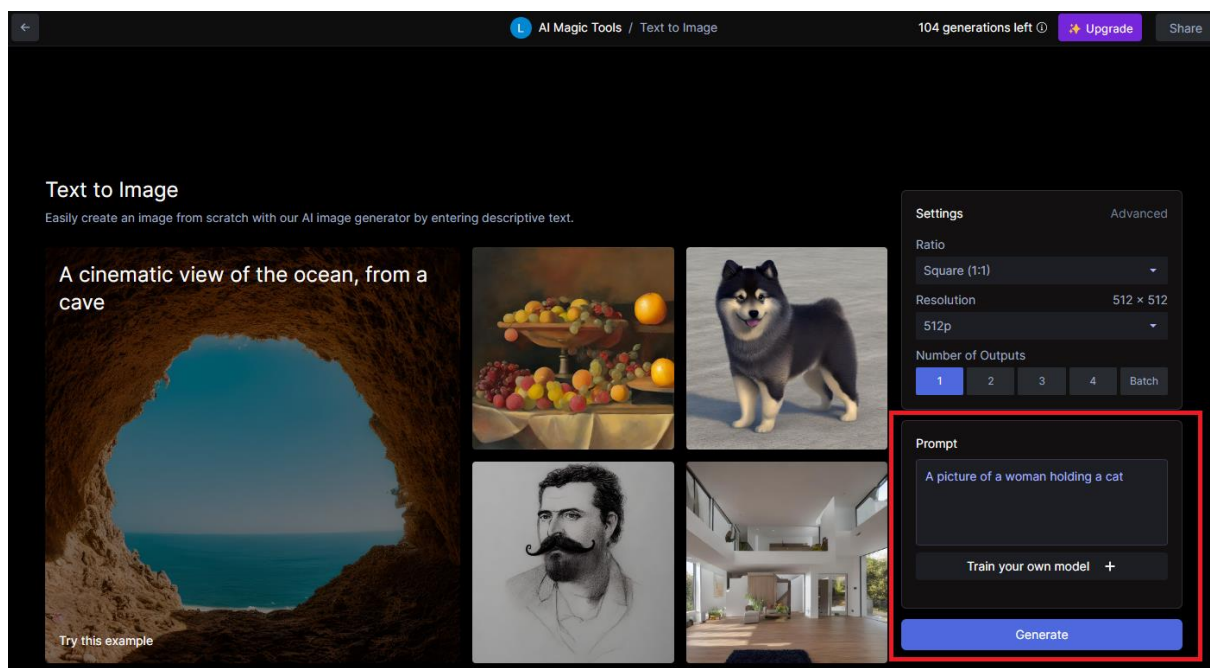 L AI Magic Tools / Text to Image
104 generations left
Upgrade
Share
Text to Image
Easily create an image from scratch with our AI image generator by entering descriptive text.
A cinematic view of the ocean, from a
cave
Try this example
Settings Advanced
Ratio
Square (1:1)
Resolution 512 × 512
512p
Number of Outputs
1 2 3 4 Batch
Prompt
A picture of a woman holding a cat
Train your own model +
Generate